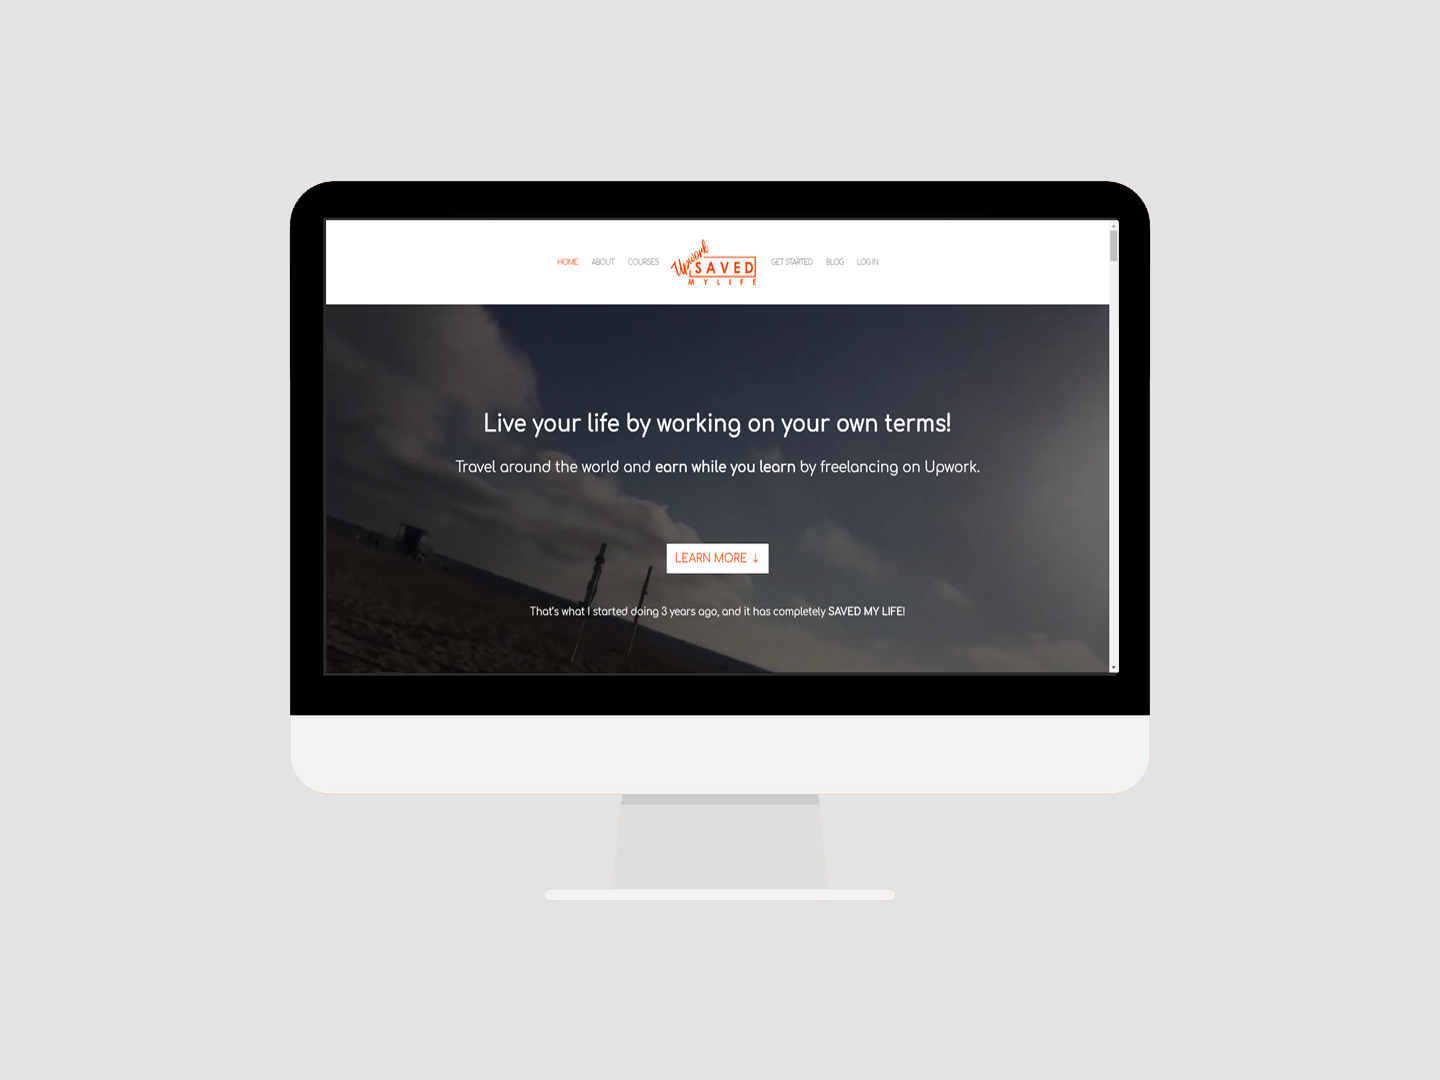 HOME ABOUT COURSES Upwork SAVED MY LIFE GET STARTED BLOG LOG IN
Live your life by working on your own terms!
Travel around the world and earn while you learn by freelancing on Upwork.
LEARN MORE ↓
That's what I started doing 3 years ago, and it has completely SAVED MY LIFE!